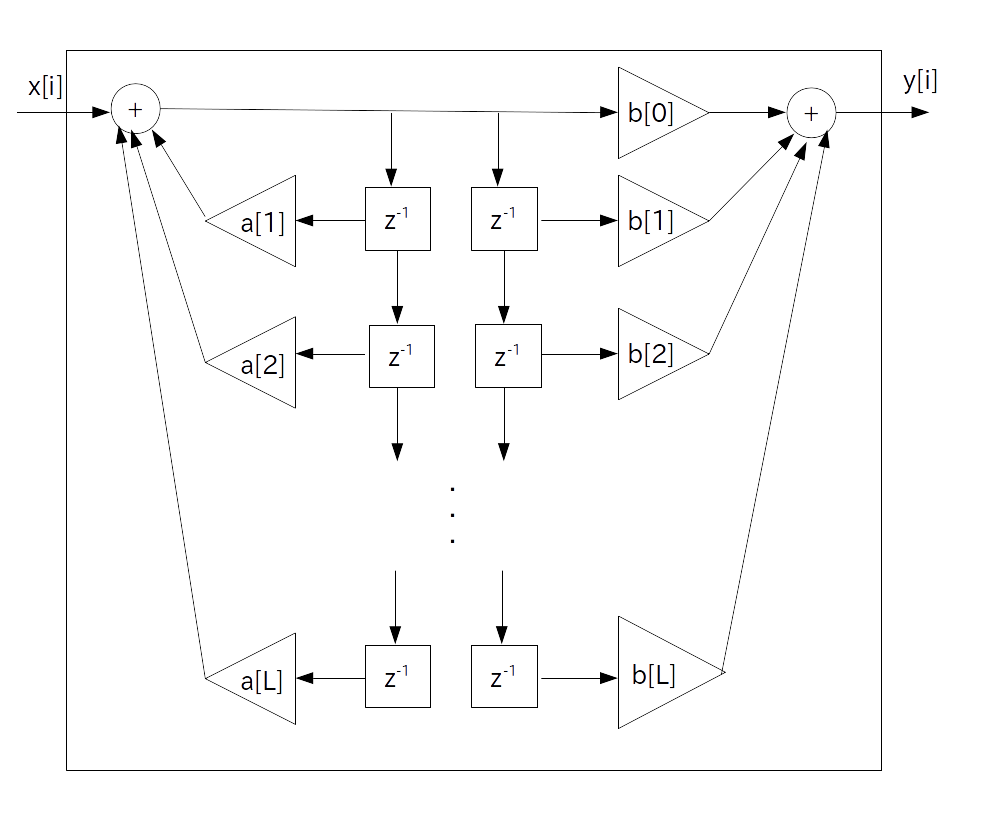 x[i]
y[i]
+
b[0]
+
a[1]
z-1
z-1
b[1]
a[2]
z-1
z-1
b[2]
.
.
.
a[L]
z-1
z-1
b[L]